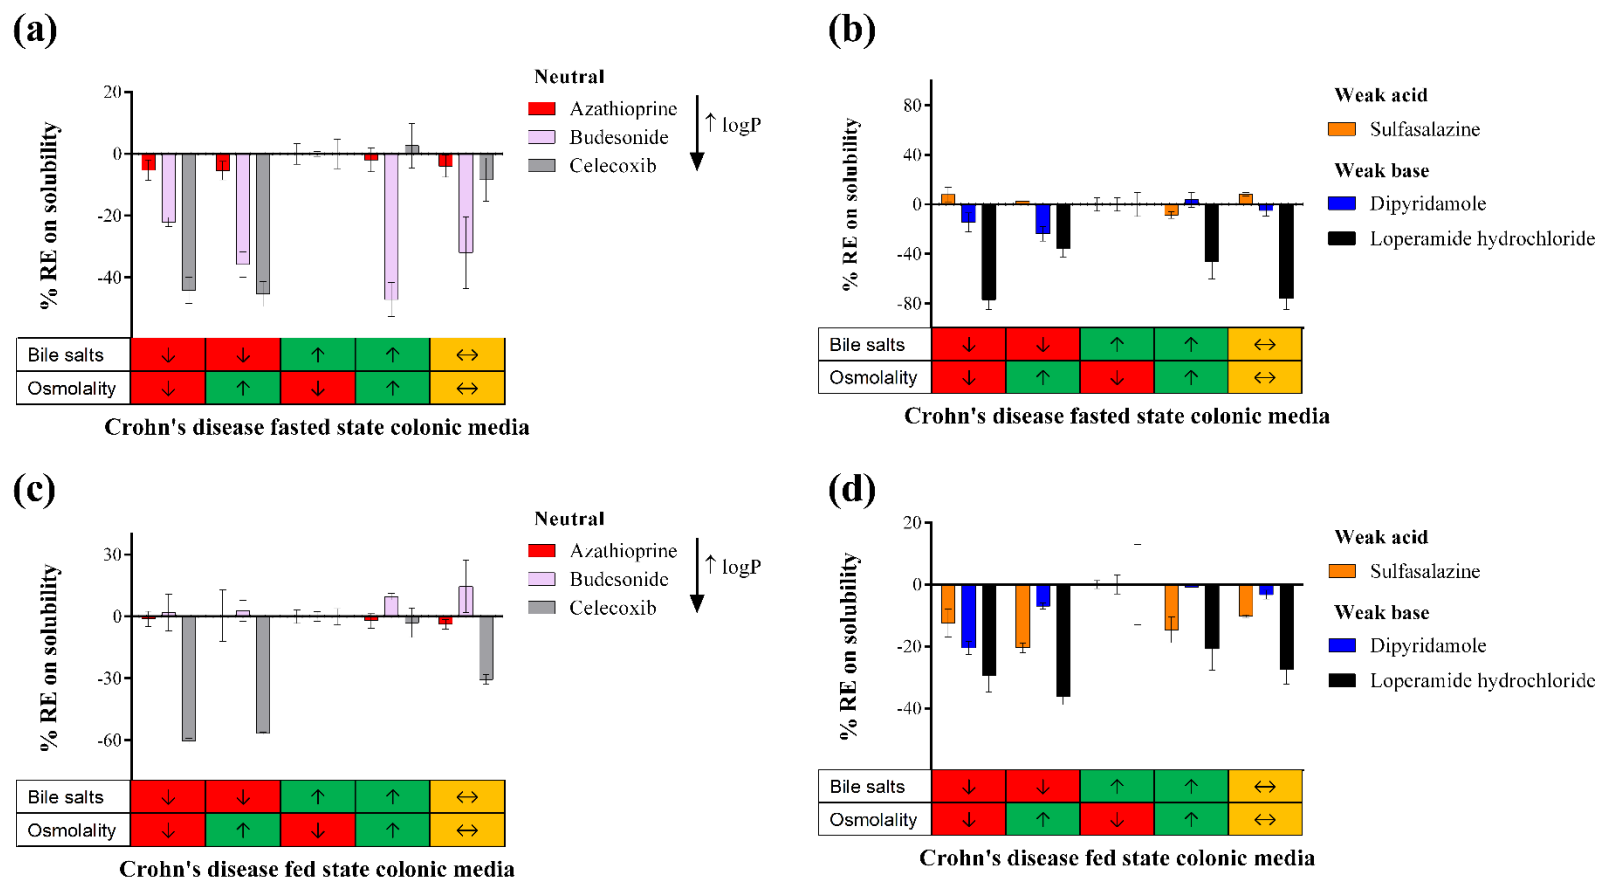 (a)
% RE on solubility
20
0
-20
-40
Neutral
Azathioprine
Budesonide
Celecoxib
↑ logP
Bile salts ↓ ↓ ↑ ↑ ↔
Osmolality ↓ ↑ ↓ ↑ ↔
Crohn's disease fasted state colonic media
(b)
% RE on solubility
80
40
0
-40
-80
Weak acid
Sulfasalazine
Weak base
Dipyridamole
Loperamide hydrochloride
Bile salts ↓ ↓ ↑ ↑ ↔
Osmolality ↓ ↑ ↓ ↑ ↔
Crohn's disease fasted state colonic media
(c)
% RE on solubility
30
0
-30
-60
Neutral
Azathioprine
Budesonide
Celecoxib
↑ logP
Bile salts ↓ ↓ ↑ ↑ ↔
Osmolality ↓ ↑ ↓ ↑ ↔
Crohn's disease fed state colonic media
(d)
% RE on solubility
20
0
-20
-40
Weak acid
Sulfasalazine
Weak base
Dipyridamole
Loperamide hydrochloride
Bile salts ↓ ↓ ↑ ↑ ↔
Osmolality ↓ ↑ ↓ ↑ ↔
Crohn's disease fed state colonic media